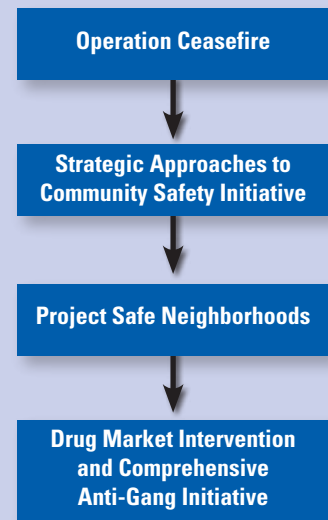 Operation Ceasefire
Strategic Approaches to
Community Safety Initiative
Project Safe Neighborhoods
Drug Market Intervention
and Comprehensive
Anti-Gang Initiative